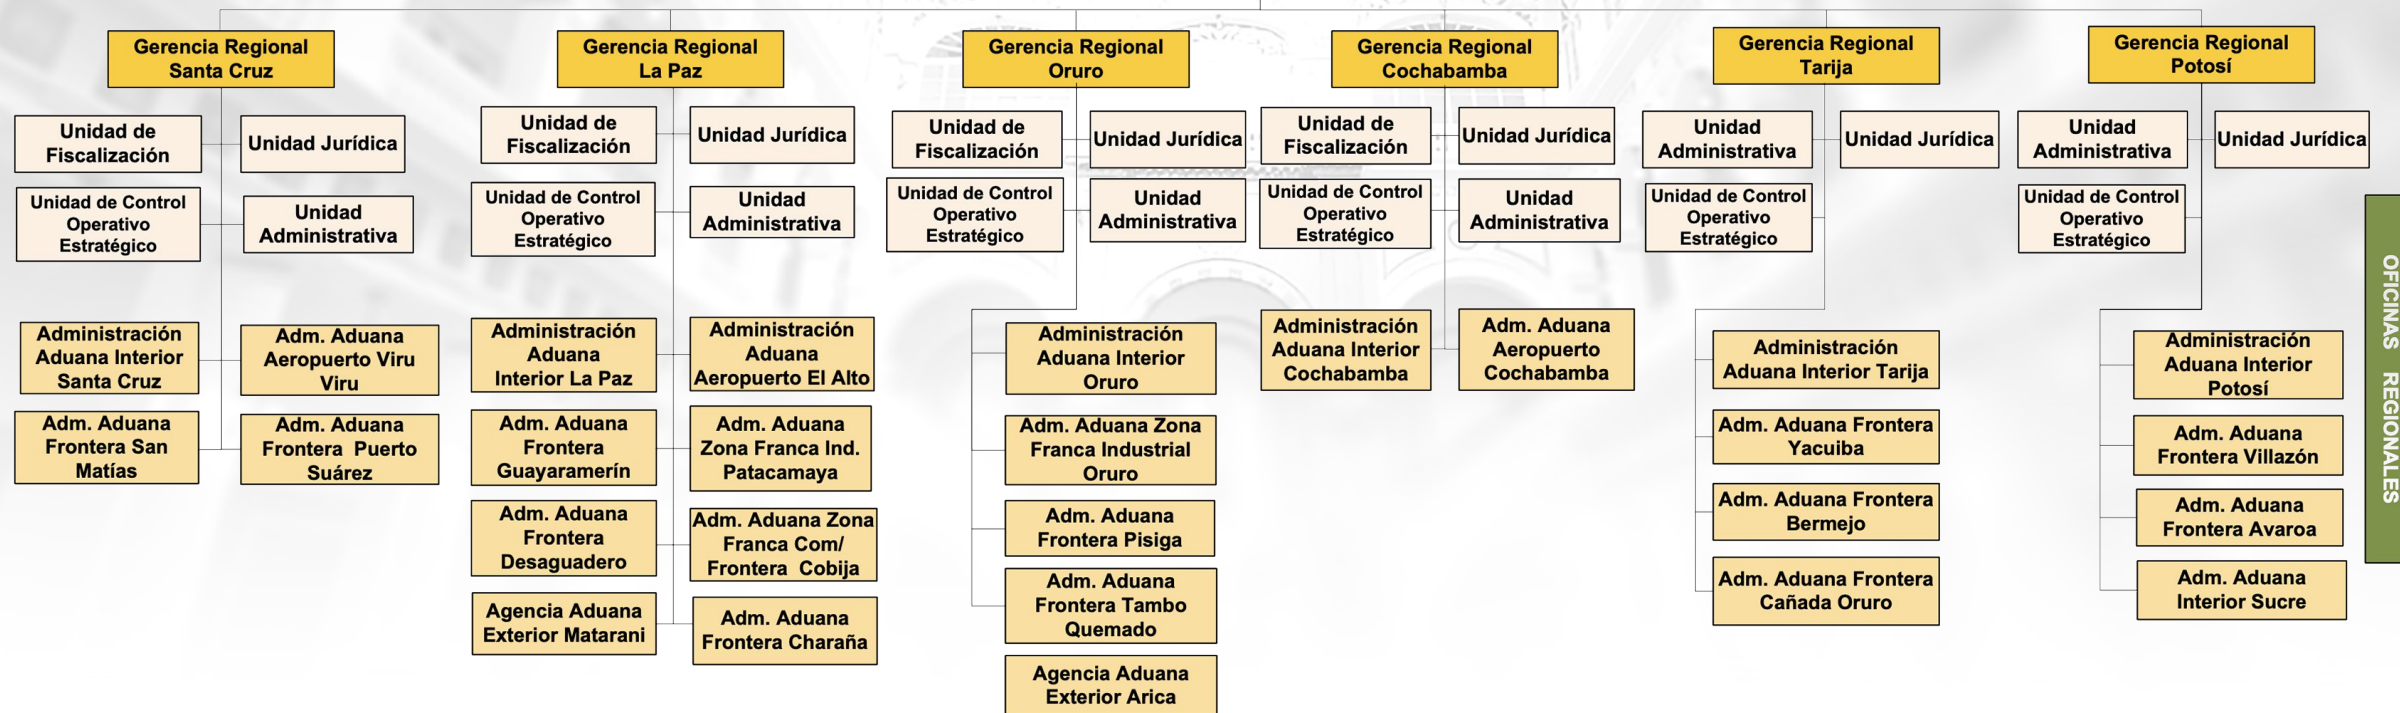 Gerencia Regional
Santa Cruz
Unidad de
Fiscalización
Unidad Jurídica
Unidad de Control
Operativo
Estratégico
Unidad
Administrativa
Administración
Aduana Interior
Santa Cruz
Adm. Aduana
Aeropuerto Viru
Viru
Adm. Aduana
Frontera San
Matías
Adm. Aduana
Frontera Puerto
Suárez
Gerencia Regional
La Paz
Unidad de
Fiscalización
Unidad Jurídica
Unidad de Control
Operativo
Estratégico
Unidad
Administrativa
Administración
Aduana
Interior La Paz
Administración
Aduana
Aeropuerto El Alto
Adm. Aduana
Frontera
Guayaramerín
Adm. Aduana
Zona Franca Ind.
Patacamaya
Adm. Aduana
Frontera
Desaguadero
Adm. Aduana Zona
Franca Com/
Frontera Cobija
Agencia Aduana
Exterior Matarani
Adm. Aduana
Frontera Charaña
Gerencia Regional
Oruro
Unidad de
Fiscalización
Unidad Jurídica
Unidad de Control
Operativo
Estratégico
Unidad
Administrativa
Administración
Aduana Interior
Oruro
Adm. Aduana Zona
Franca Industrial
Oruro
Adm. Aduana
Frontera Pisiga
Adm. Aduana
Frontera Tambo
Quemado
Agencia Aduana
Exterior Arica
Gerencia Regional
Cochabamba
Unidad de
Fiscalización
Unidad Jurídica
Unidad de Control
Operativo
Estratégico
Unidad
Administrativa
Administración
Aduana Interior
Cochabamba
Adm. Aduana
Aeropuerto
Cochabamba
Gerencia Regional
Tarija
Unidad
Administrativa
Unidad Jurídica
Unidad de Control
Operativo
Estratégico
Administración
Aduana Interior Tarija
Adm. Aduana Frontera
Yacuiba
Adm. Aduana Frontera
Bermejo
Adm. Aduana Frontera
Cañada Oruro
Gerencia Regional
Potosí
Unidad
Administrativa
Unidad Jurídica
Unidad de Control
Operativo
Estratégico
Administración
Aduana Interior
Potosí
Adm. Aduana
Frontera Villazón
Adm. Aduana
Frontera Avaroa
Adm. Aduana
Interior Sucre
OFICINAS REGIONALES